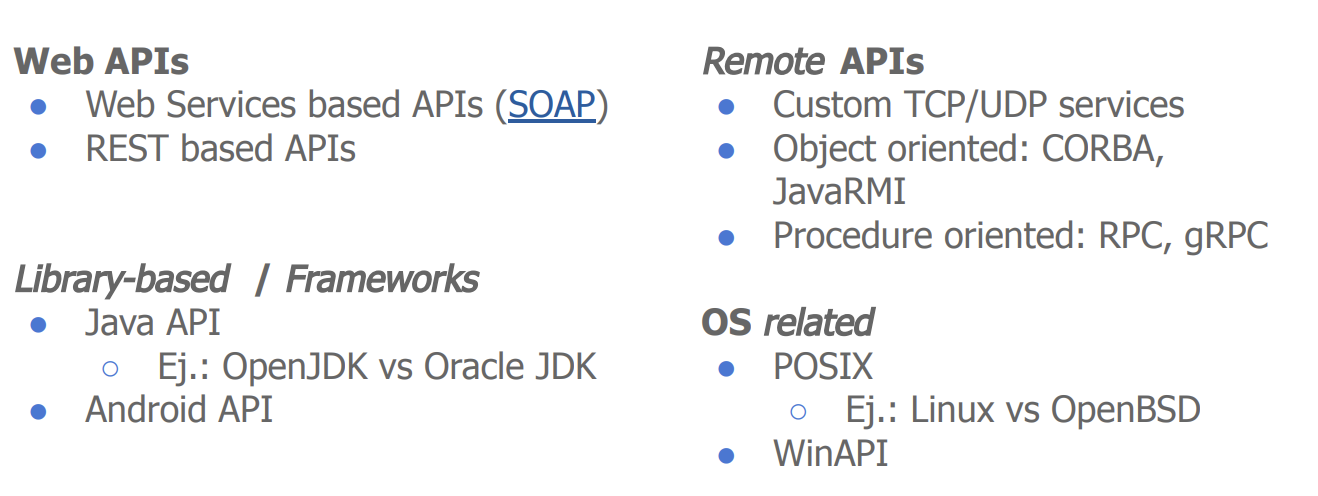 Web APIs
● Web Services based APIs (SOAP)
● REST based APIs
Library-based / Frameworks
● Java API
○ Ej.: OpenJDK vs Oracle JDK
● Android API
Remote APIs
● Custom TCP/UDP services
● Object oriented: CORBA,
JavaRMI
● Procedure oriented: RPC, gRPC
OS related
● POSIX
○ Ej.: Linux vs OpenBSD
● WinAPI